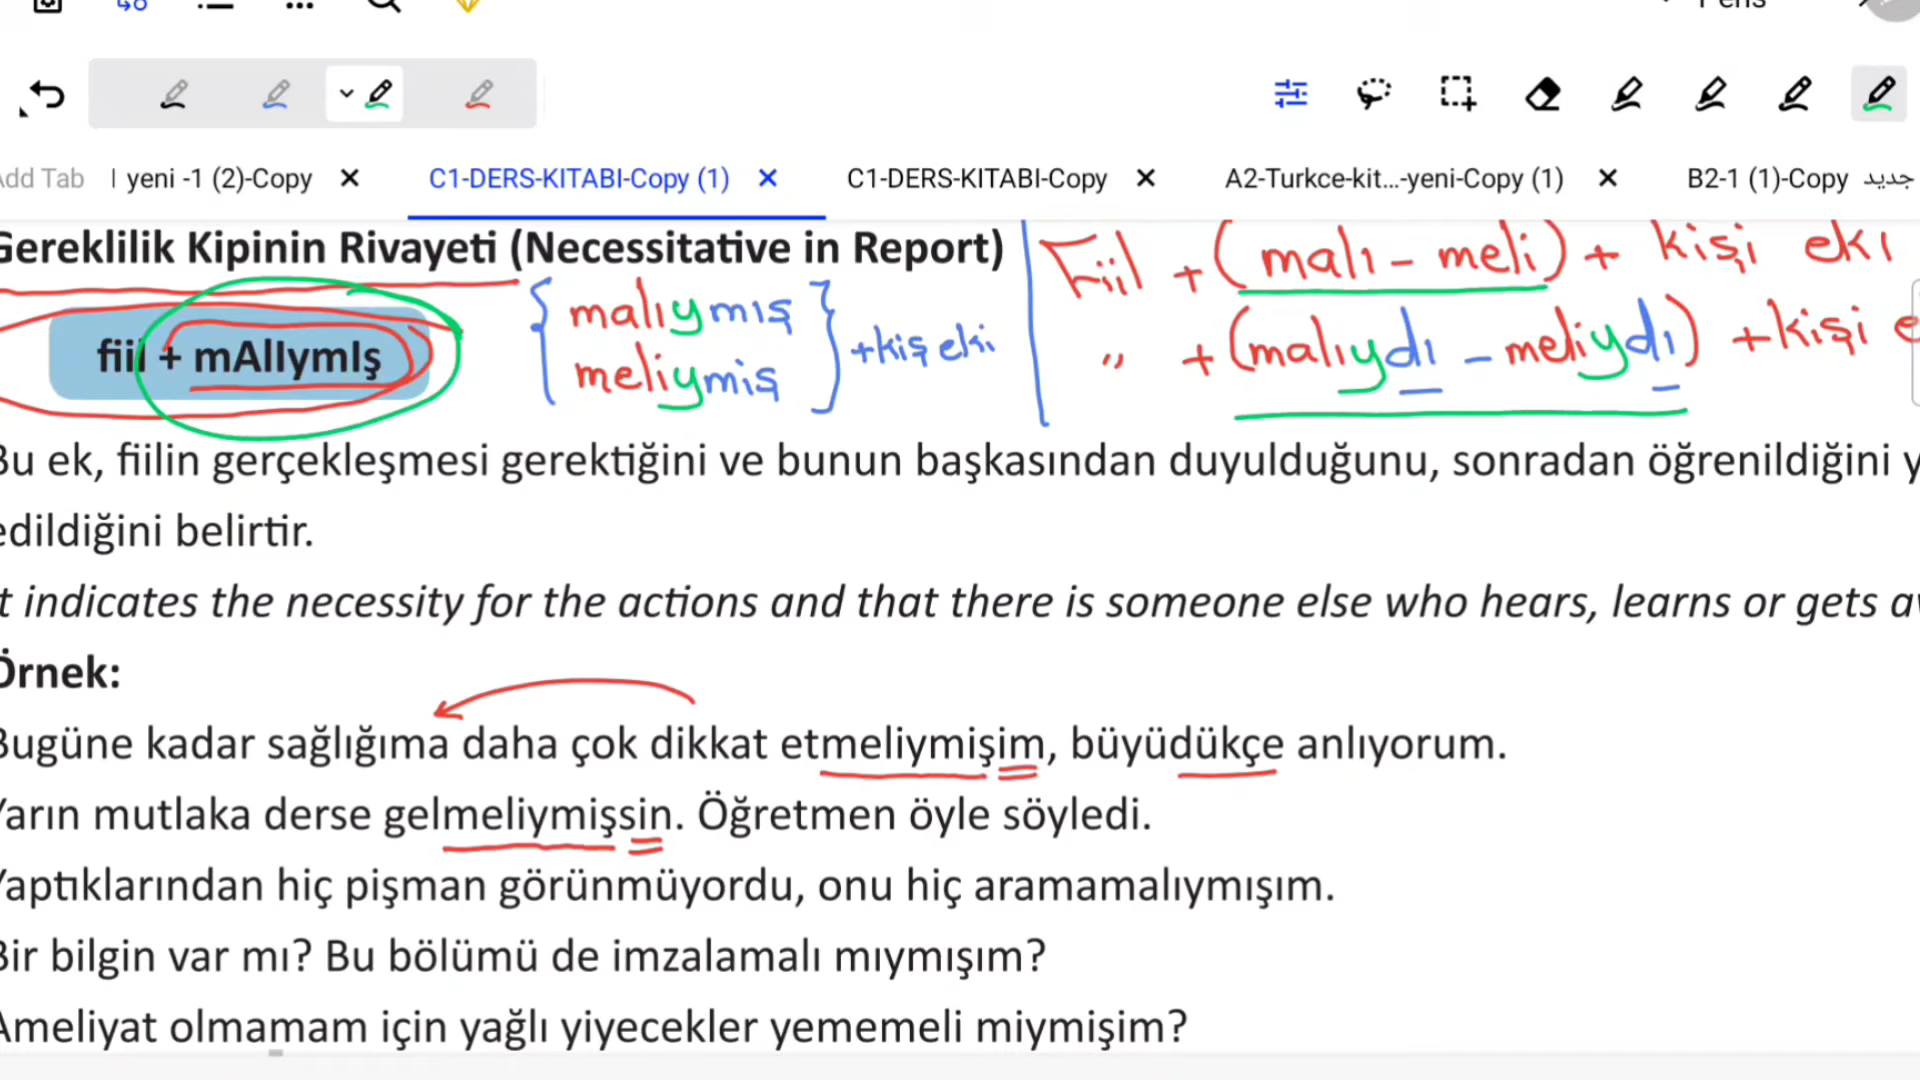 Pens
Add Tab | yeni -1 (2)-Copy × C1-DERS-KITABI-Copy (1) × C1-DERS-KITABI-Copy × A2-Turkce-kit...-yeni-Copy (1) × B2-1 (1)-Copy جديد
Gereklilik Kipinin Rivayeti (Necessitative in Report)
Fiil + (malı - meli) + kişi eki
fiil + mAlIymIş
{ malıymış
meliymiş } + kiş eki
" + (malıydı - meliydi) + kişi e
Bu ek, fiilin gerçekleşmesi gerektiğini ve bunun başkasından duyulduğunu, sonradan öğrenildiğini y
edildiğini belirtir.
t indicates the necessity for the actions and that there is someone else who hears, learns or gets aw
Örnek:
Bugüne kadar sağlığıma daha çok dikkat etmeliymişim, büyüdükçe anlıyorum.
Yarın mutlaka derse gelmeliymişsin. Öğretmen öyle söyledi.
Yaptıklarından hiç pişman görünmüyordu, onu hiç aramamalıymışım.
Bir bilgin var mı? Bu bölümü de imzalamalı mıymışım?
Ameliyat olmamam için yağlı yiyecekler yememeli miymişim?